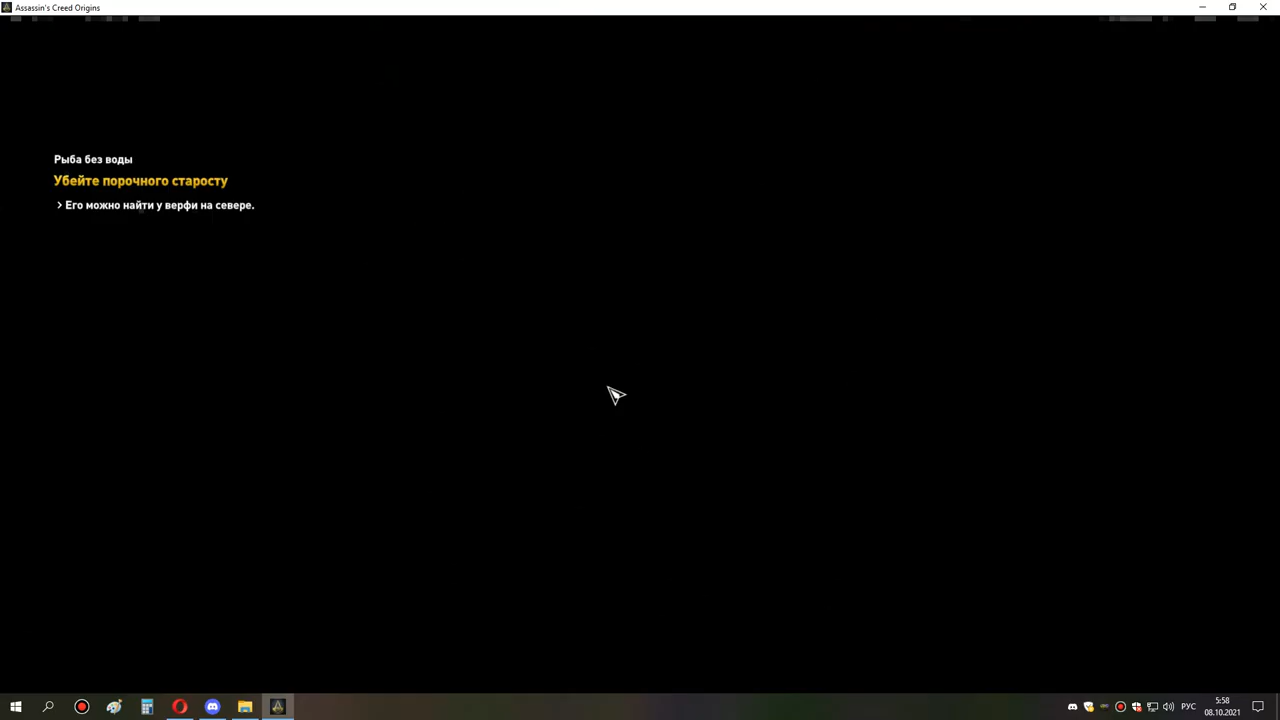 Assassin's Creed Origins
Рыба без воды
Убейте порочного старосту
> Его можно найти у верфи на севере.
РУС
5:58
08.10.2021